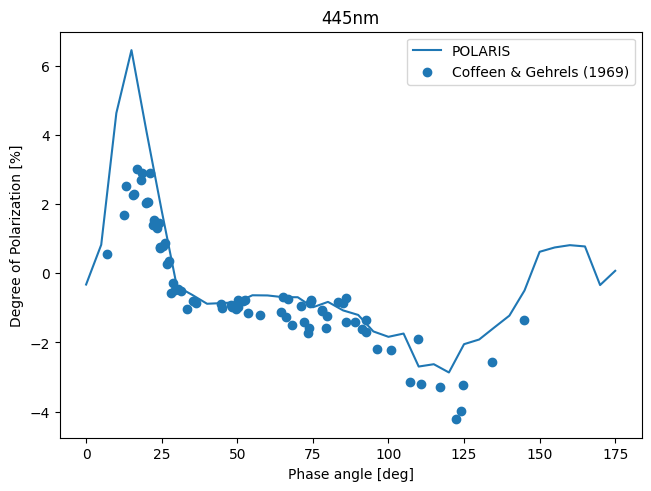 445nm
POLARIS
Coffeen & Gehrels (1969)
Degree of Polarization [%]
6
4
2
0
−2
−4
0 25 50 75 100 125 150 175
Phase angle [deg]